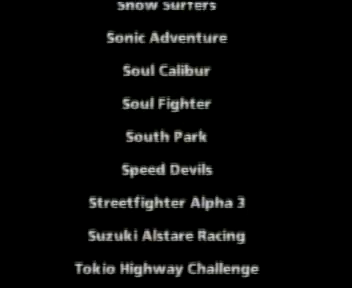 Snow Surfers
Sonic Adventure
Soul Calibur
Soul Fighter
South Park
Speed Devils
Streetfighter Alpha 3
Suzuki Alstare Racing
Tokio Highway Challenge